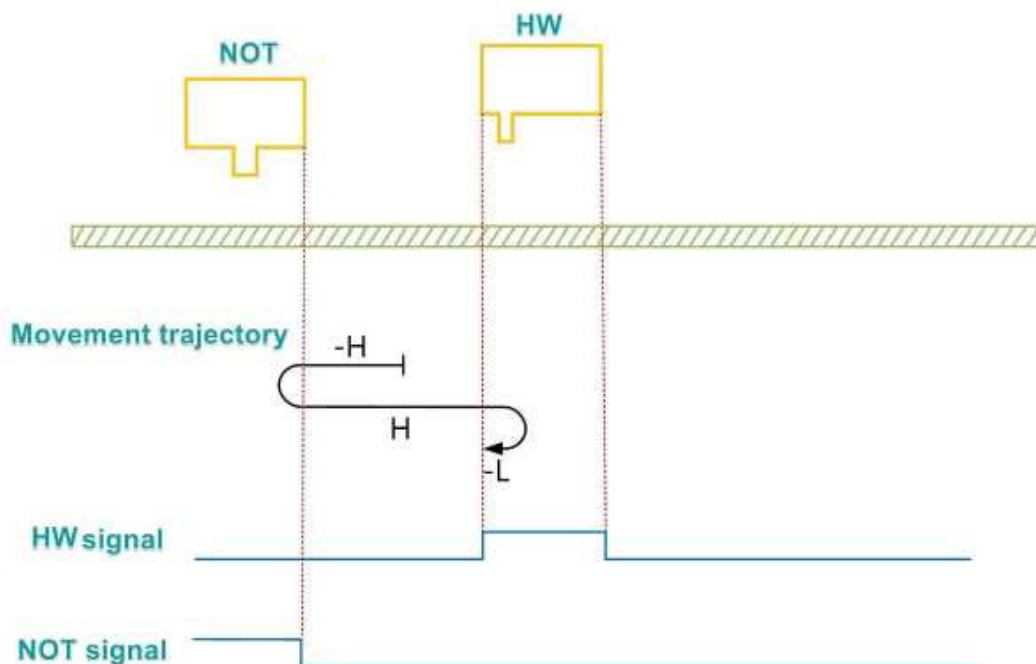 HW
NOT
Movement trajectory
-H
H
-L
HW signal
NOT signal